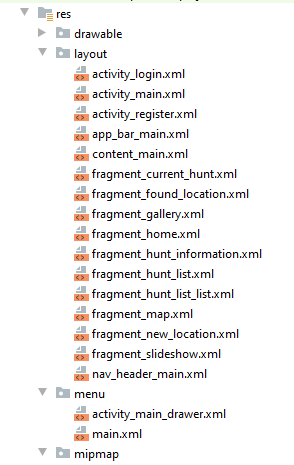 res
drawable
layout
activity_login.xml
activity_main.xml
activity_register.xml
app_bar_main.xml
content_main.xml
fragment_current_hunt.xml
fragment_found_location.xml
fragment_gallery.xml
fragment_home.xml
fragment_hunt_information.xml
fragment_hunt_list.xml
fragment_hunt_list_list.xml
fragment_map.xml
fragment_new_location.xml
fragment_slideshow.xml
nav_header_main.xml
menu
activity_main_drawer.xml
main.xml
mipmap